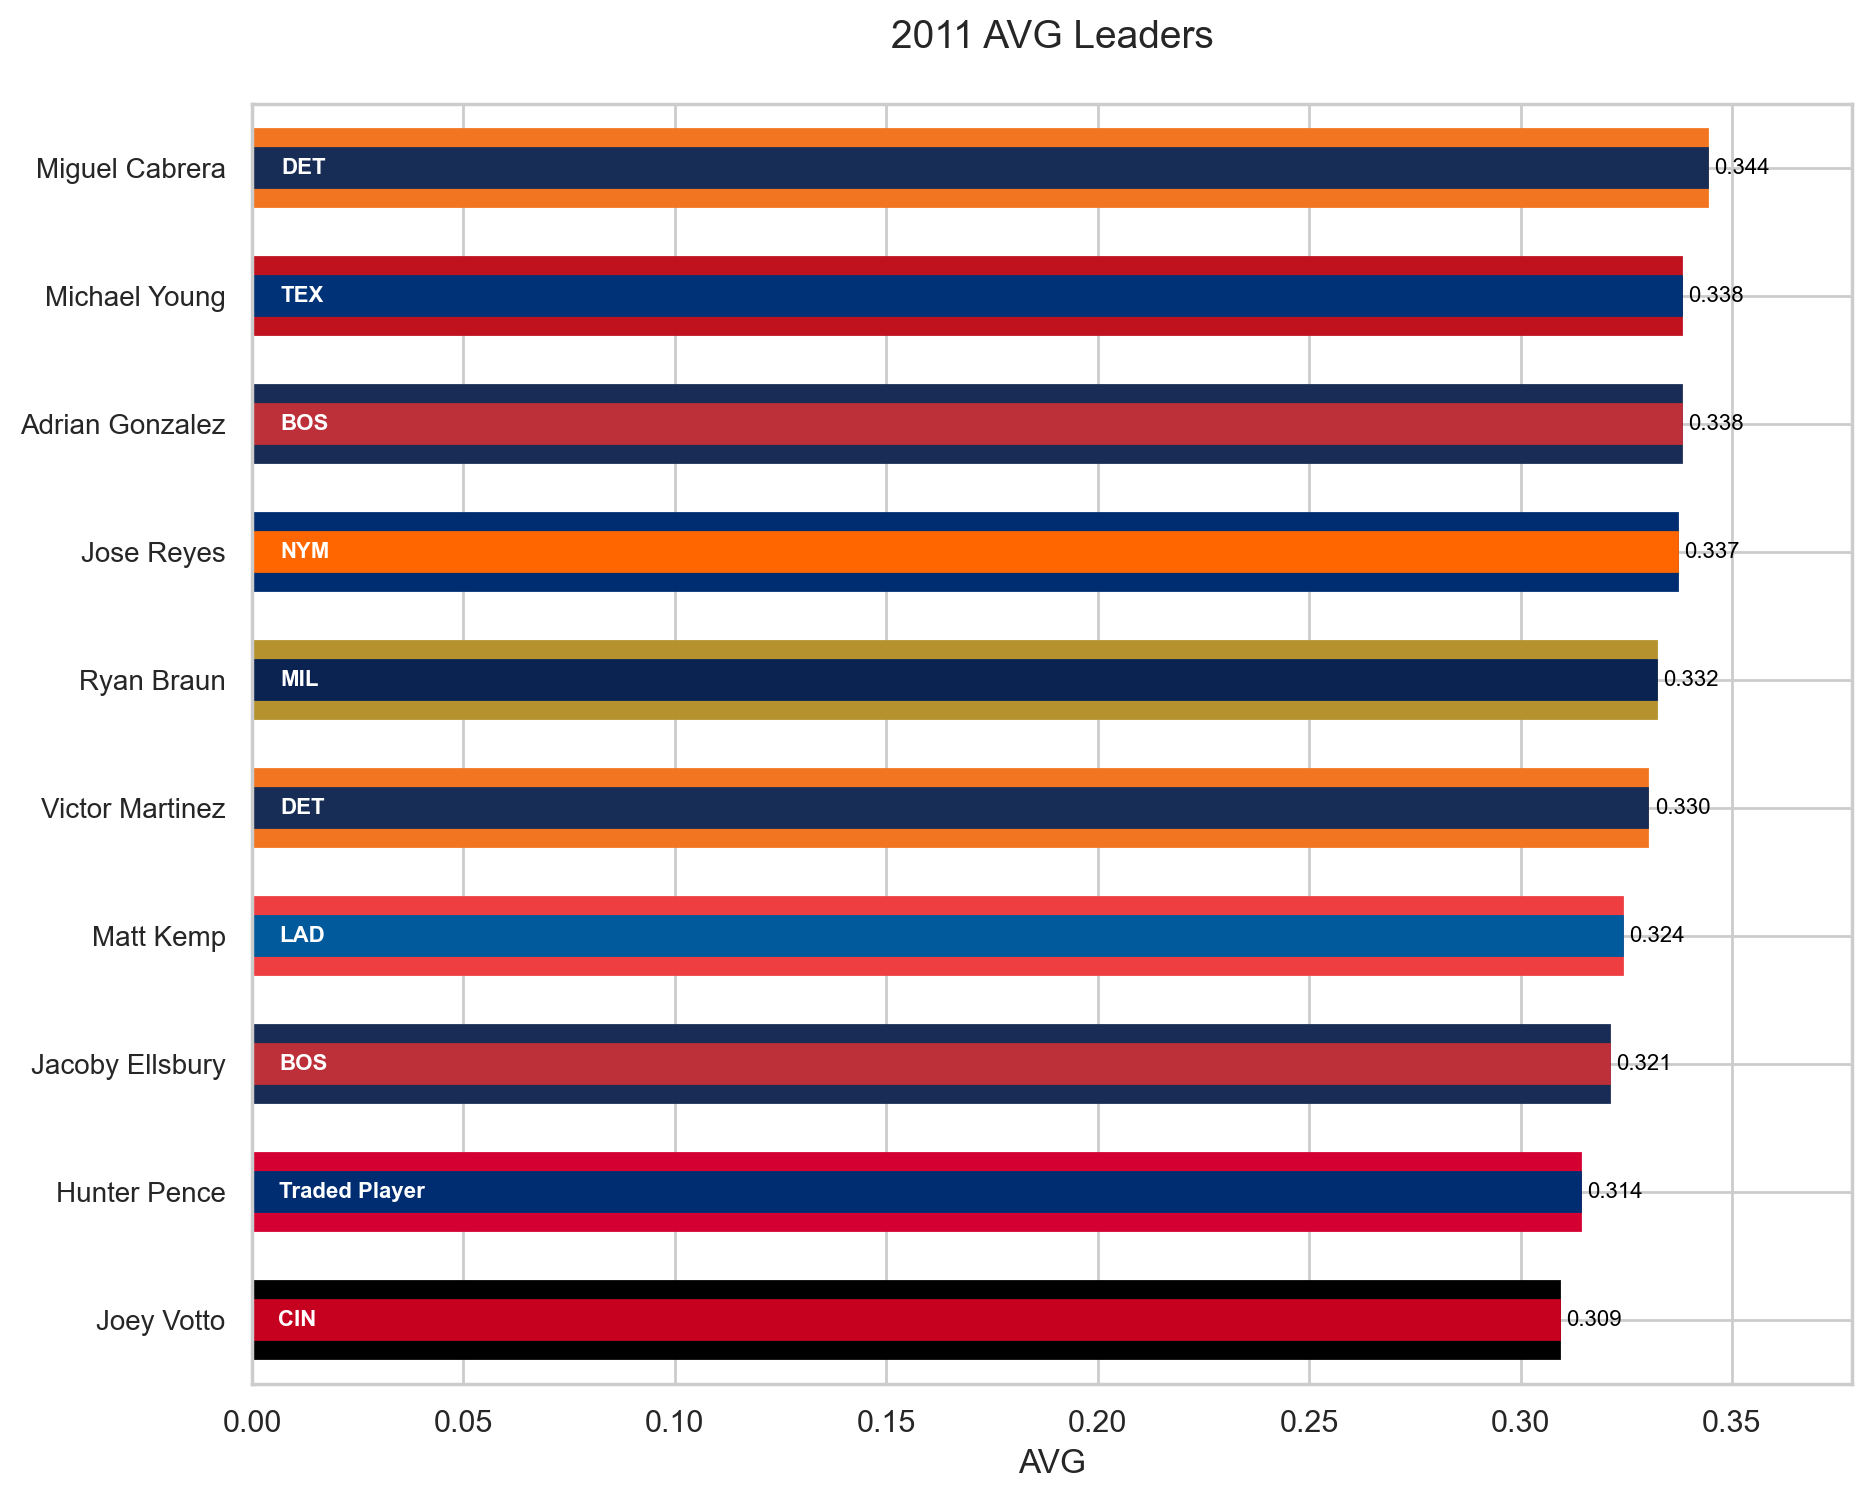 2011 AVG Leaders
Miguel Cabrera DET 0.344
Michael Young TEX 0.338
Adrian Gonzalez BOS 0.338
Jose Reyes NYM 0.337
Ryan Braun MIL 0.332
Victor Martinez DET 0.330
Matt Kemp LAD 0.324
Jacoby Ellsbury BOS 0.321
Hunter Pence Traded Player 0.314
Joey Votto CIN 0.309
0.00 0.05 0.10 0.15 0.20 0.25 0.30 0.35
AVG